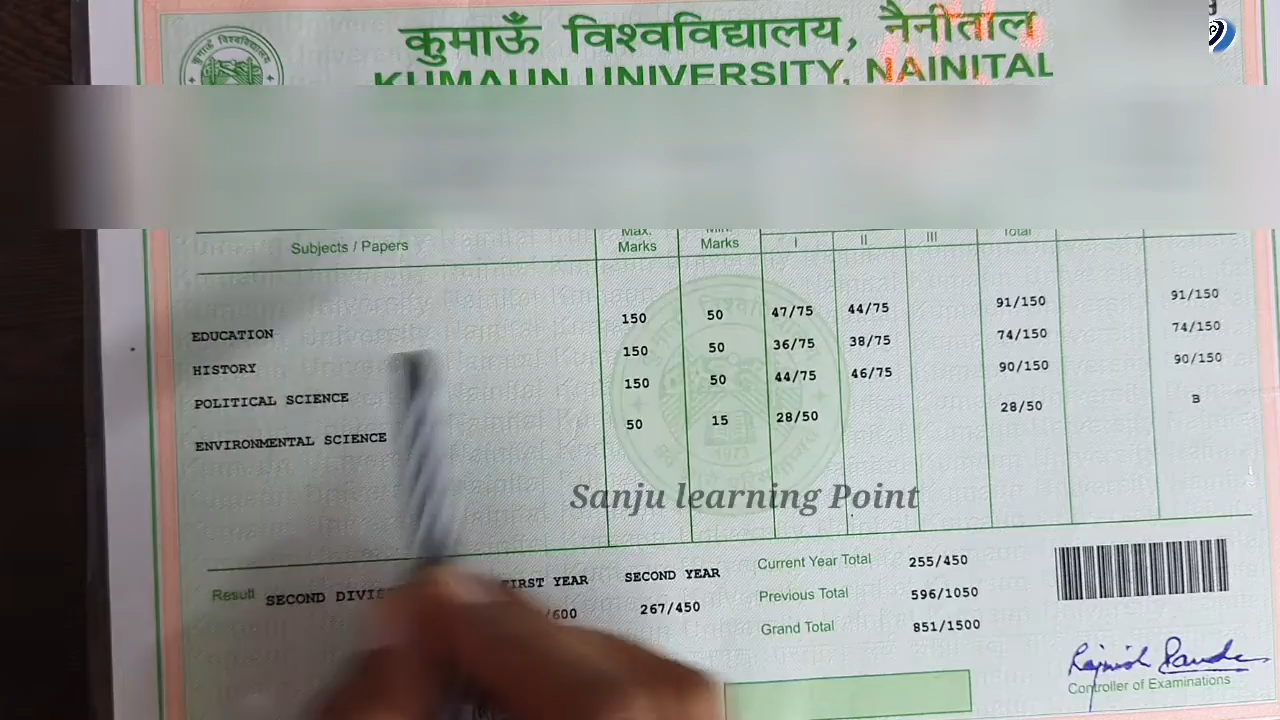 कुमाऊँ विश्वविद्यालय, नैनीताल
KUMAUN UNIVERSITY, NAINITAL
Subjects / Papers Max. Marks Min. Marks I II III Total
EDUCATION 150 50 47/75 44/75 91/150 91/150
HISTORY 150 50 36/75 38/75 74/150 74/150
POLITICAL SCIENCE 150 50 44/75 46/75 90/150 90/150
ENVIRONMENTAL SCIENCE 50 15 28/50 28/50 B
1973
Sanju learning Point
Result SECOND FIRST YEAR SECOND YEAR Current Year Total 255/450
/600 267/450 Previous Total 596/1050
Grand Total 851/1500
Controller of Examinations